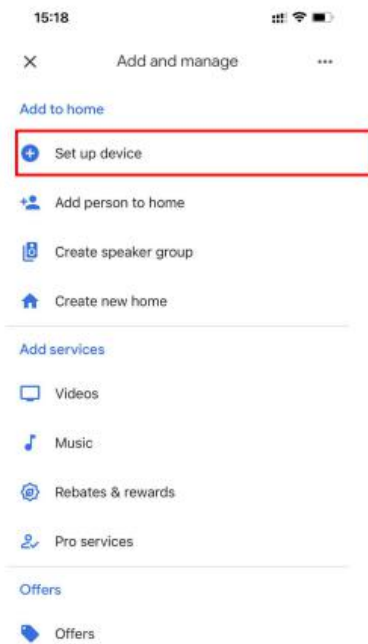 15:18
Add and manage
Add to home
Set up device
Add person to home
Create speaker group
Create new home
Add services
Videos
Music
Rebates & rewards
Pro services
Offers
Offers